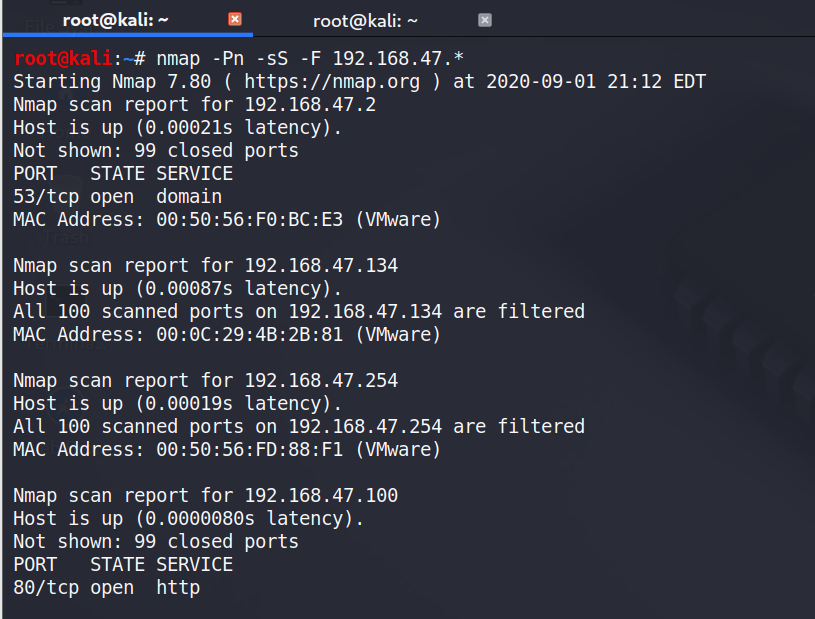 root@kali: ~
root@kali: ~
root@kali:~# nmap -Pn -sS -F 192.168.47.*
Starting Nmap 7.80 ( https://nmap.org ) at 2020-09-01 21:12 EDT
Nmap scan report for 192.168.47.2
Host is up (0.00021s latency).
Not shown: 99 closed ports
PORT   STATE SERVICE
53/tcp open  domain
MAC Address: 00:50:56:F0:BC:E3 (VMware)
Nmap scan report for 192.168.47.134
Host is up (0.00087s latency).
All 100 scanned ports on 192.168.47.134 are filtered
MAC Address: 00:0C:29:4B:2B:81 (VMware)
Nmap scan report for 192.168.47.254
Host is up (0.00019s latency).
All 100 scanned ports on 192.168.47.254 are filtered
MAC Address: 00:50:56:FD:88:F1 (VMware)
Nmap scan report for 192.168.47.100
Host is up (0.0000080s latency).
Not shown: 99 closed ports
PORT   STATE SERVICE
80/tcp open  http